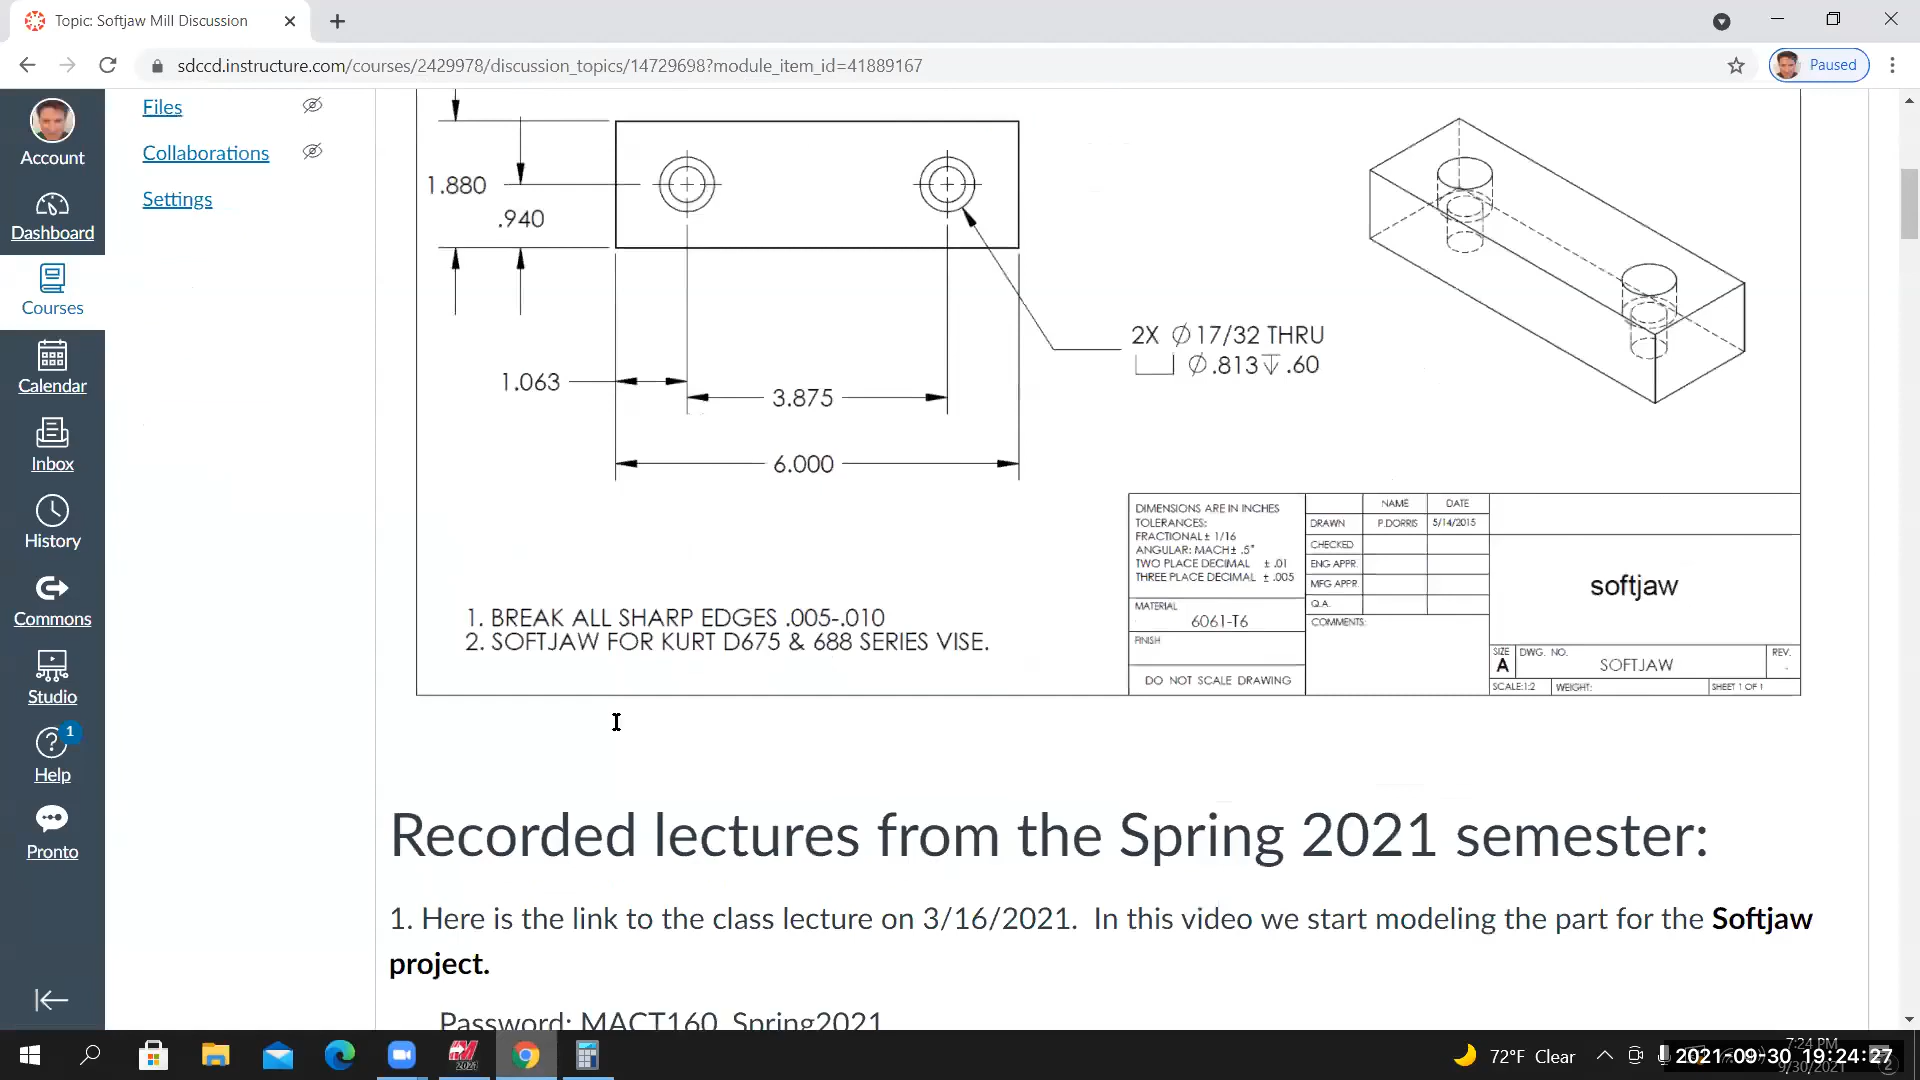 Topic: Softjaw Mill Discussion
sdccd.instructure.com/courses/2429978/discussion_topics/14729698?module_item_id=41889167
Paused
Account
Dashboard
Courses
Calendar
Inbox
History
Commons
Studio
1
Help
Pronto
Files
Collaborations
Settings
1.880
.940
2X ∅ 17/32 THRU
⌴ ∅ .813 ↧ .60
1.063
3.875
6.000
1. BREAK ALL SHARP EDGES .005-.010
2. SOFTJAW FOR KURT D675 & 688 SERIES VISE.
DIMENSIONS ARE IN INCHES
TOLERANCES:
FRACTIONAL ± 1/16
ANGULAR: MACH ± .5°
TWO PLACE DECIMAL ± .01
THREE PLACE DECIMAL ± .005
MATERIAL
6061-T6
FINISH
DO NOT SCALE DRAWING
NAME DATE
DRAWN P.DORRIS 5/14/2015
CHECKED
ENG APPR.
MFG APPR.
Q.A.
COMMENTS:
softjaw
SIZE DWG. NO. REV.
A SOFTJAW -
SCALE:1:2 WEIGHT: SHEET 1 OF 1
Recorded lectures from the Spring 2021 semester:
1. Here is the link to the class lecture on 3/16/2021. In this video we start modeling the part for the Softjaw
project.
Password: MACT160_Spring2021
2021
72°F Clear
7:24 PM
9/30/2021
2021-09-30 19:24:27
2